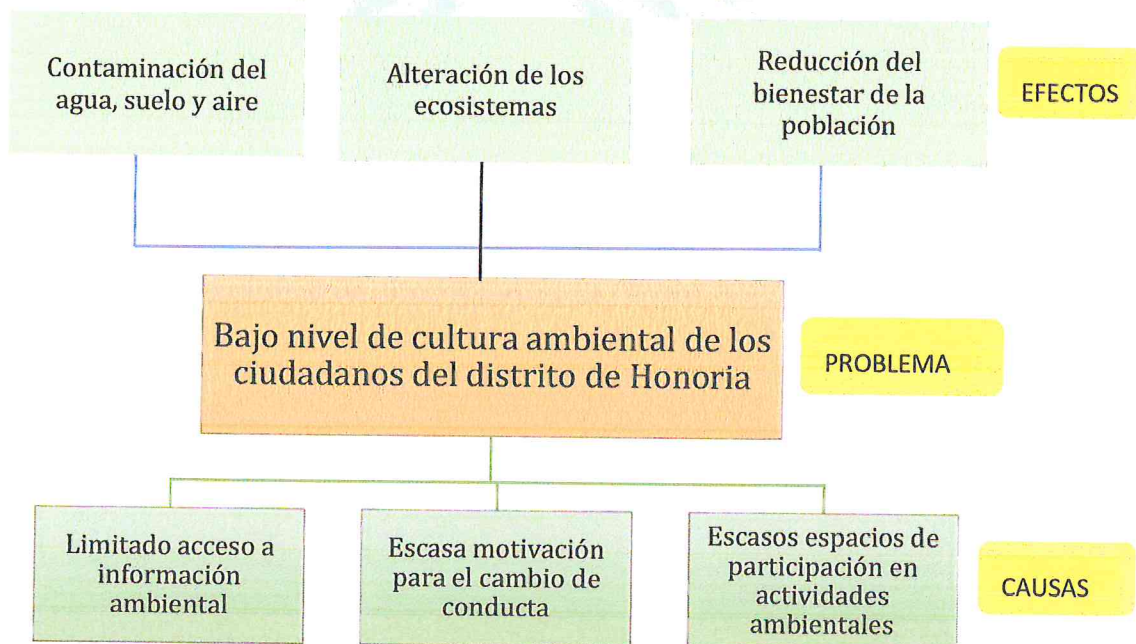 Contaminación del
agua, suelo y aire
Alteración de los
ecosistemas
Reducción del
bienestar de la
población
EFECTOS
Bajo nivel de cultura ambiental de los
ciudadanos del distrito de Honoria
PROBLEMA
Limitado acceso a
información
ambiental
Escasa motivación
para el cambio de
conducta
Escasos espacios de
participación en
actividades
ambientales
CAUSAS